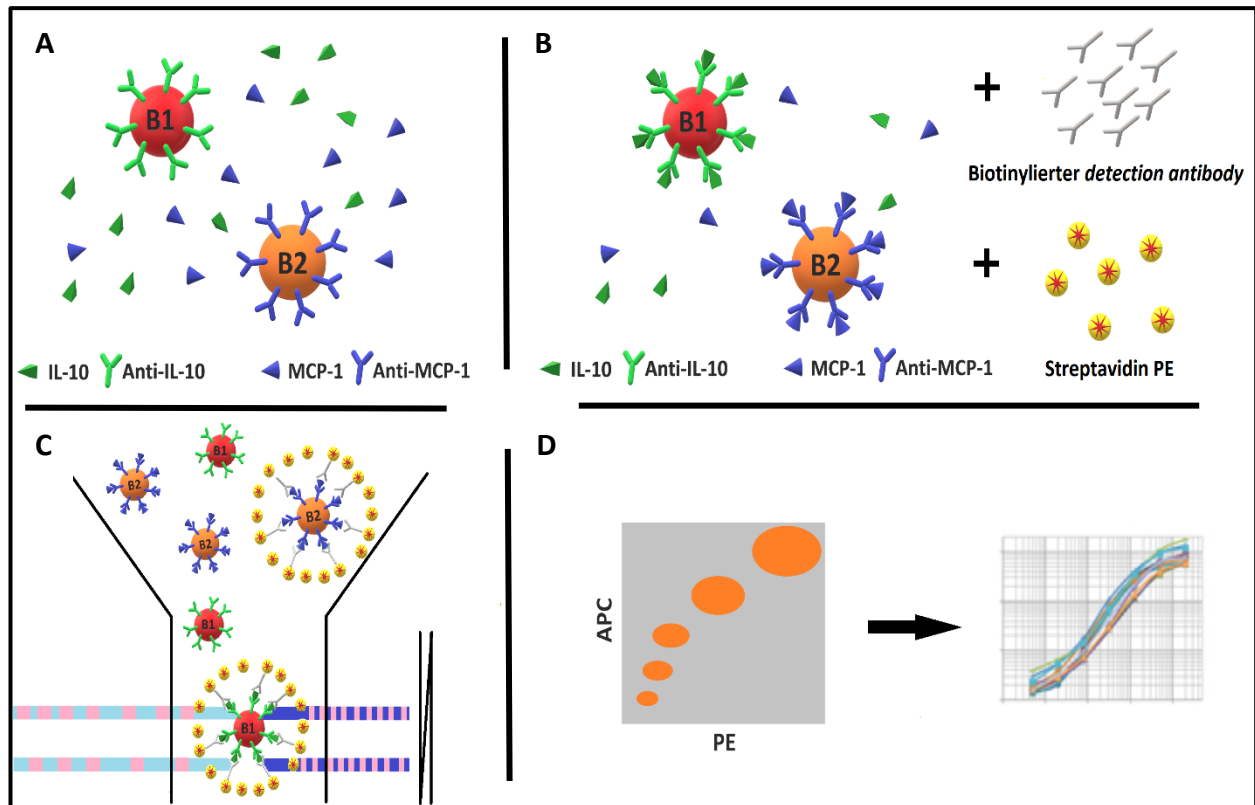 A
B1
B2
IL-10 Anti-IL-10 MCP-1 Anti-MCP-1
B
B1
B2
IL-10 Anti-IL-10 MCP-1 Anti-MCP-1
+
Biotinylierter detection antibody
+
Streptavidin PE
C
B1
B2
B2
B2
B1
B1
D
APC
PE